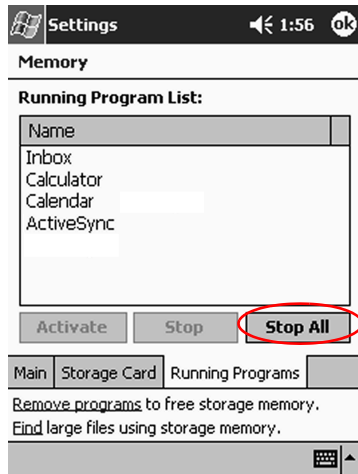 Settings 1:56 ok
Memory
Running Program List:
Name
Inbox
Calculator
Calendar
ActiveSync
Activate Stop Stop All
Main Storage Card Running Programs
Remove programs to free storage memory.
Find large files using storage memory.